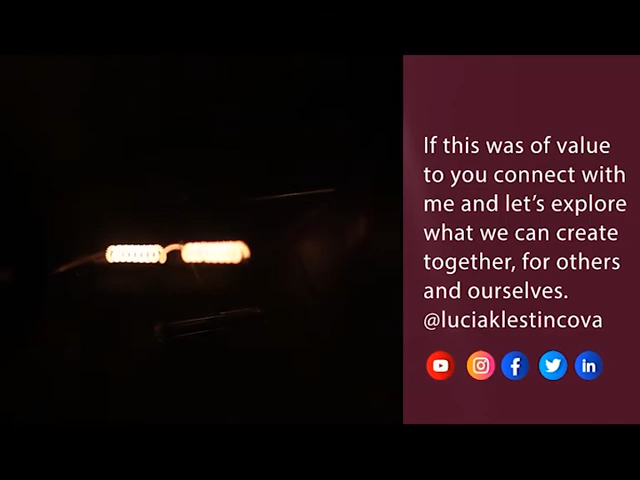 If this was of value
to you connect with
me and let’s explore
what we can create
together, for others
and ourselves.
@luciaklestincova
in